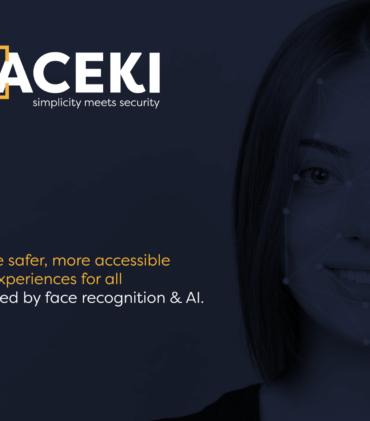 ACEKI
simplicity meets security
safer, more accessible
xperiences for all
ed by face recognition & AI.